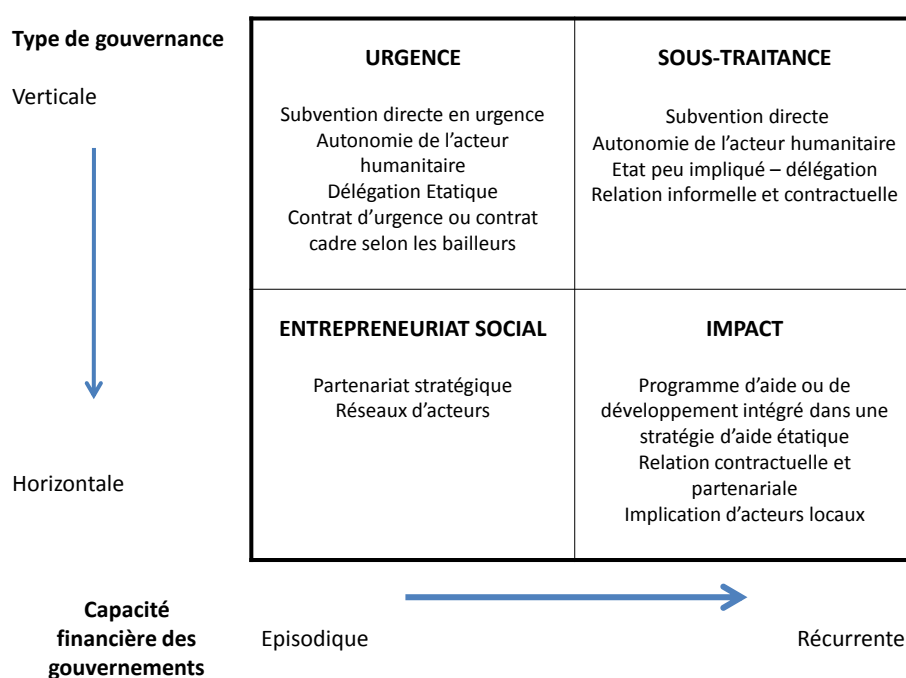 Type de gouvernance
Verticale
Horizontale
URGENCE
Subvention directe en urgence
Autonomie de l'acteur
humanitaire
Délégation Etatique
Contrat d'urgence ou contrat
cadre selon les bailleurs
SOUS-TRAITANCE
Subvention directe
Autonomie de l'acteur humanitaire
Etat peu impliqué – délégation
Relation informelle et contractuelle
ENTREPRENEURIAT SOCIAL
Partenariat stratégique
Réseaux d'acteurs
IMPACT
Programme d'aide ou de
développement intégré dans une
stratégie d'aide étatique
Relation contractuelle et
partenariale
Implication d'acteurs locaux
Capacité
financière des
gouvernements
Episodique
Récurrente